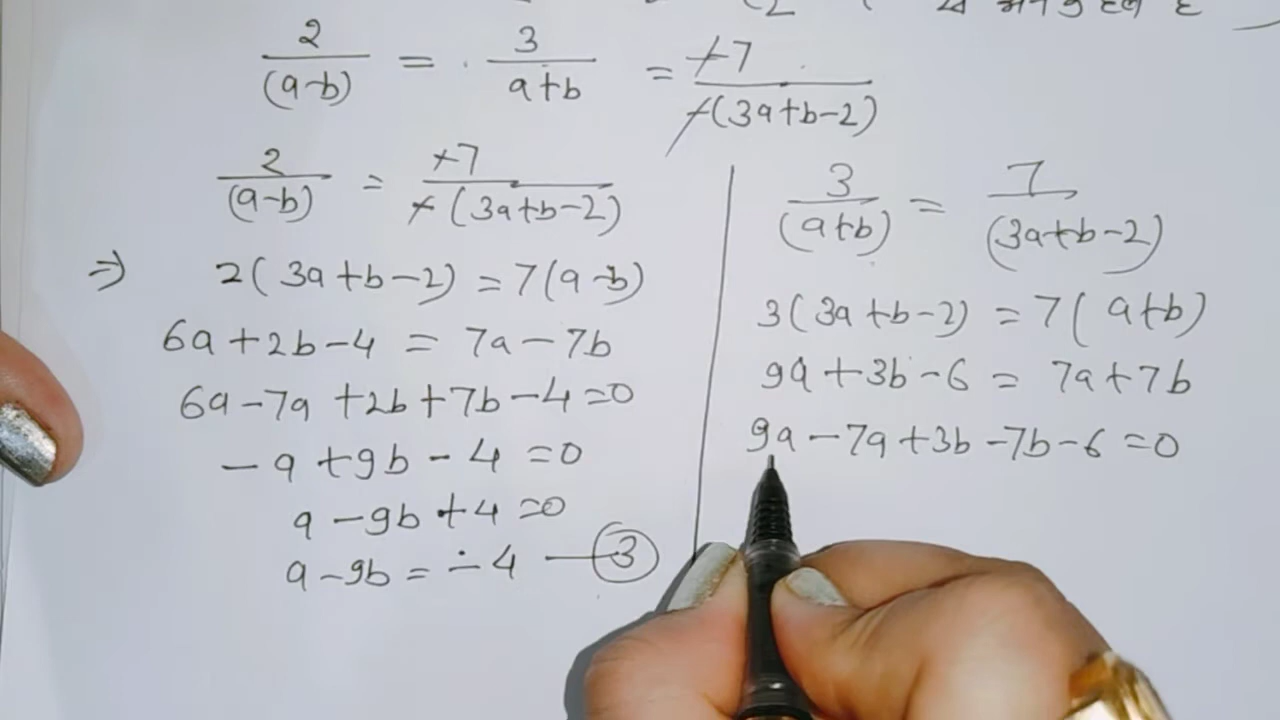 2/(a-b) = 3/a+b = -7/-(3a+b-2)
2/(a-b) = -7/-(3a+b-2)
⇒ 2(3a+b-2) = 7(a-b)
6a+2b-4 = 7a-7b
6a-7a+2b+7b-4=0
-a+9b-4=0
a-9b+4=0
a-9b=-4 —③
3/(a+b) = 7/(3a+b-2)
3(3a+b-2) = 7(a+b)
9a+3b-6 = 7a+7b
9a-7a+3b-7b-6=0